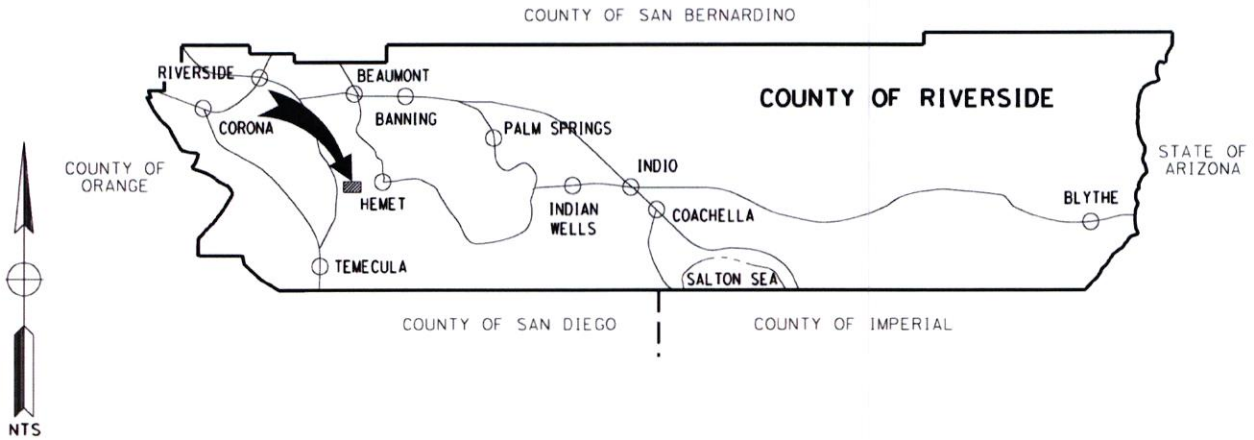 COUNTY OF SAN BERNARDINO
RIVERSIDE
BEAUMONT
COUNTY OF RIVERSIDE
CORONA
BANNING
PALM SPRINGS
COUNTY OF
ORANGE
STATE OF
ARIZONA
INDIO
HEMET
INDIAN
WELLS
COACHELLA
BLYTHE
TEMECULA
SALTON SEA
COUNTY OF SAN DIEGO
COUNTY OF IMPERIAL
NTS